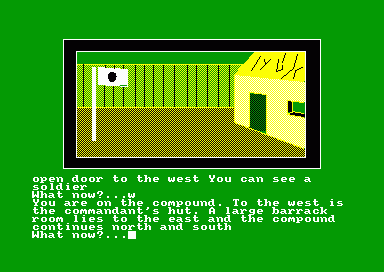 open door to the west You can see a
soldier
What now?...w
You are on the compound. To the west is
the commandant's hut. A large barrack
room lies to the east and the compound
continues north and south
What now?...